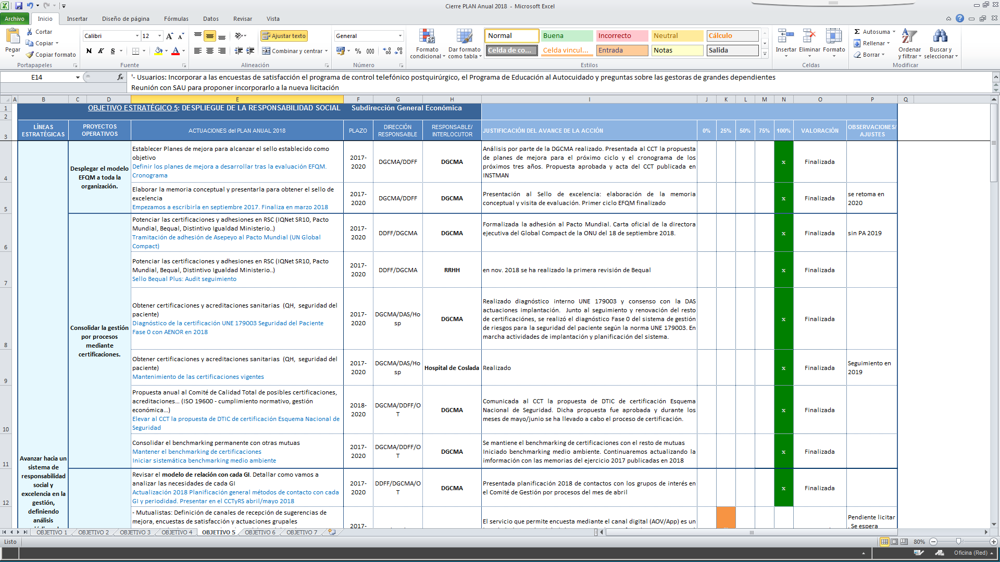 Cierre PLAN Anual 2018 - Microsoft Excel
Archivo Inicio Insertar Diseño de página Fórmulas Datos Revisar Vista
Pegar
Cortar
Copiar
Copiar formato
Portapapeles
Calibri 12
N K S
Fuente
Ajustar texto
Combinar y centrar
Alineación
General
% 000
Número
Formato condicional
Dar formato como tabla
Normal Buena Incorrecto Neutral Cálculo
Celda de co... Celda vincul... Entrada Notas Salida
Estilos
Insertar Eliminar Formato
Celdas
Autosuma
Rellenar
Borrar
Ordenar y filtrar
Buscar y seleccionar
Modificar
E14
fx
'- Usuarios: Incorporar a las encuestas de satisfacción el programa de control telefónico postquirúrgico, el Programa de Educación al Autocuidado y preguntas sobre las gestoras de grandes dependientes
Reunión con SAU para proponer incorporarlo a la nueva licitación
A B C D E F G H I J K L M N O P Q
1
OBJETIVO ESTRATÉGICO 5: DESPLIEGUE DE LA RESPONSABILIDAD SOCIAL Subdirección General Económica
2
3
LÍNEAS ESTRATÉGICAS
PROYECTOS OPERATIVOS
ACTUACIONES del PLAN ANUAL 2018
PLAZO
DIRECCIÓN RESPONSABLE
RESPONSABLE/ INTERLOCUTOR
JUSTIFICACIÓN DEL AVANCE DE LA ACCIÓN
0% 25% 50% 75% 100%
VALORACIÓN
OBSERVACIONES/ AJUSTES
4
Desplegar el modelo
EFQM a toda la
organización.
Establecer Planes de mejora para alcanzar el sello establecido como
objetivo
Definir los planes de mejora a desarrollar tras la evaluación EFQM.
Cronograma
2017-
2020
DGCMA/DDFF
DGCMA
Análisis por parte de la DGCMA realizado. Presentada al CCT la propuesta
de planes de mejora para el próximo ciclo y el cronograma de los
próximos tres años. Propuesta aprobada y acta del CCT publicada en
INSTMAN
x
Finalizada
5
Elaborar la memoria conceptual y presentarla para obtener el sello de
excelencia
Empezamos a escribirla en septiembre 2017. Finaliza en marzo 2018
2017-
2020
DGCMA/DDFF
DGCMA
Presentación al Sello de excelencia: elaboración de la memoria
conceptual y visita de evaluación. Primer ciclo EFQM finalizado
x
Finalizada
se retoma en
2020
6
Consolidar la gestión
por procesos
mediante
certificaciones.
Potenciar las certificaciones y adhesiones en RSC (IQNet SR10, Pacto
Mundial, Bequal, Distintivo Igualdad Ministerio..)
Tramitación de adhesión de Asepeyo al Pacto Mundial (UN Global
Compact)
2017-
2020
DDFF/DGCMA
DGCMA
Formalizada la adhesión al Pacto Mundial. Carta oficial de la directora
ejecutiva del Global Compact de la ONU del 18 de septiembre 2018.
x
Finalizada
sin PA 2019
7
Potenciar las certificaciones y adhesiones en RSC (IQNet SR10, Pacto
Mundial, Bequal, Distintivo Igualdad Ministerio..)
Sello Bequal Plus: Audit seguimiento
2017-
2020
DDFF/DGCMA
RRHH
en nov. 2018 se ha realizado la primera revisión de Bequal
x
Finalizada
8
Obtener certificaciones y acreditaciones sanitarias (QH, seguridad del
paciente)
Diagnóstico de la certificación UNE 179003 Seguridad del Paciente
Fase 0 con AENOR en 2018
2017-
2020
DGCMA/DAS/Ho
sp
DGCMA
Realizado diagnóstico interno UNE 179003 y consenso con la DAS
actuaciones implantación. Junto al seguimiento y renovación del resto
de certificaciónes, se realizó el diagnóstico Fase 0 del sistema de gestión
de riesgos para la seguridad del paciente según la norma UNE 179003. En
marcha actividades de implantación y planificación del sistema.
x
Finalizada
9
Obtener certificaciones y acreditaciones sanitarias (QH, seguridad del
paciente)
Mantenimiento de las certificaciones vigentes
2017-
2020
DGCMA/DAS/Ho
sp
Hospital de Coslada
Realizado
x
Finalizada
Seguimiento en
2019
10
Propuesta anual al Comité de Calidad Total de posibles certificaciones,
acreditaciones... (ISO 19600 - cumplimiento normativo, gestión
económica...)
Elevar al CCT la propuesta de DTIC de certificación Esquema Nacional de
Seguridad
2018-
2020
DGCMA/DDFF/O
T
DGCMA
Comunicada al CCT la propuesta de DTIC de certificación Esquema
Nacional de Seguridad. Dicha propuesta fue aprobada y durante los
meses de mayo/junio se ha llevado a cabo el proceso de certificación.
x
Finalizada
11
Consolidar el benchmarking permanente con otras mutuas
Mantener el benchmarking de certificaciones
Iniciar sistemática benchmarking medio ambiente
2017-
2020
DGCMA/DDFF/O
T
DGCMA
Se mantiene el benchmarking de certificaciones con el resto de mutuas
Iniciado benchmarking medio ambiente. Continuaremos actualizando la
imformación con las memorias del ejercicio 2017 publicadas en 2018
x
Finalizada
Avanzar hacia un
sistema de
responsabilidad
social y
excelencia en la
gestión,
definiendo
análisis
12
Revisar el modelo de relación con cada GI. Detallar como vamos a
analizar las necesidades de cada GI
Actualización 2018 Planificación general métodos de contacto con cada
GI y periodidad. Presentar en el CCTyRS abril/mayo 2018
2017-
2020
DDFF/DGCMA/O
T
DGCMA
Presentada planificación 2018 de contactos con los grupos de interés en
el Comité de Gestión por procesos del mes de abril
x
Finalizada
- Mutualistas: Definición de canales de recepción de sugerencias de
mejora, encuestas de satisfacción y actuaciones grupales
2017-
El servicio que permite encuesta mediante el canal digital (AOV/App) es un
Pendiente licitar
. Se espera
OBJETIVO 1 OBJETIVO 2 OBJETIVO 3 OBJETIVO 4 OBJETIVO 5 OBJETIVO 6 OBJETIVO 7
Listo
80%
Oficina (Red)